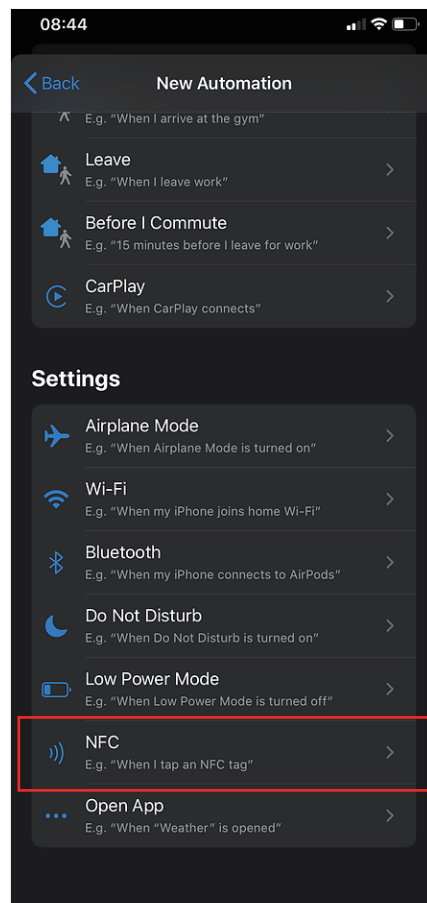 08:44
Back
New Automation
E.g. "When I arrive at the gym"
Leave
E.g. "When I leave work"
Before I Commute
E.g. "15 minutes before I leave for work"
CarPlay
E.g. "When CarPlay connects"
Settings
Airplane Mode
E.g. "When Airplane Mode is turned on"
Wi-Fi
E.g. "When my iPhone joins home Wi-Fi"
Bluetooth
E.g. "When my iPhone connects to AirPods"
Do Not Disturb
E.g. "When Do Not Disturb is turned on"
Low Power Mode
E.g. "When Low Power Mode is turned off"
NFC
E.g. "When I tap an NFC tag"
Open App
E.g. "When "Weather" is opened"